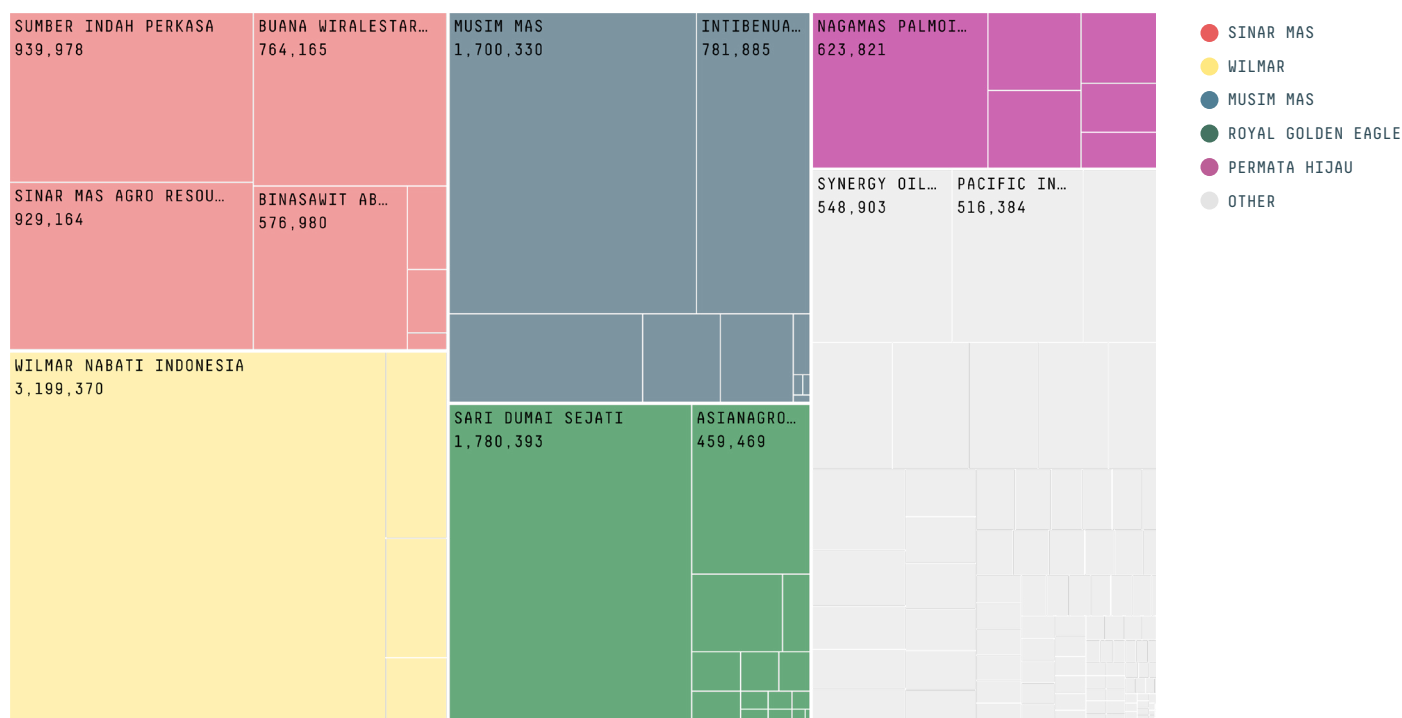 SUMBER INDAH PERKASA
939,978
BUANA WIRALESTAR…
764,165
SINAR MAS AGRO RESOU…
929,164
BINASAWIT AB…
576,980
WILMAR NABATI INDONESIA
3,199,370
MUSIM MAS
1,700,330
INTIBENUA…
781,885
SARI DUMAI SEJATI
1,780,393
ASIANAGRO…
459,469
NAGAMAS PALMOI…
623,821
SYNERGY OIL…
548,903
PACIFIC IN…
516,384
SINAR MAS
WILMAR
MUSIM MAS
ROYAL GOLDEN EAGLE
PERMATA HIJAU
OTHER